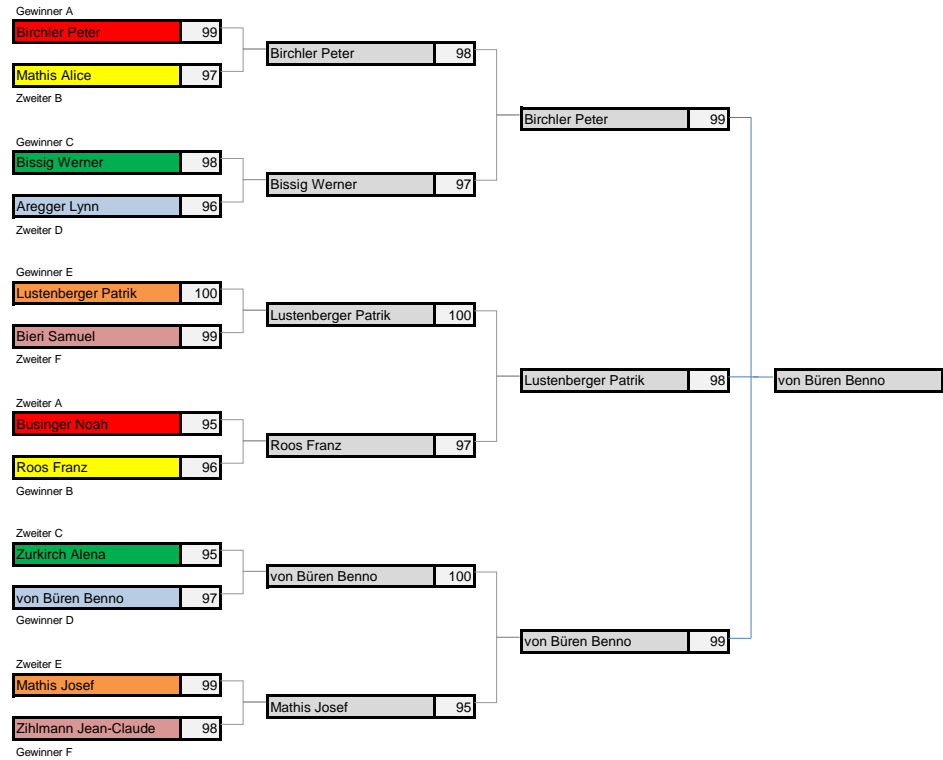 Gewinner A
Birchler Peter 99
Mathis Alice 97
Zweiter B
Gewinner C
Bissig Werner 98
Aregger Lynn 96
Zweiter D
Gewinner E
Lustenberger Patrik 100
Bieri Samuel 99
Zweiter F
Zweiter A
Businger Noah 95
Roos Franz 96
Gewinner B
Zweiter C
Zurkirch Alena 95
von Büren Benno 97
Gewinner D
Zweiter E
Mathis Josef 99
Zihlmann Jean-Claude 98
Gewinner F
Birchler Peter 98
Bissig Werner 97
Lustenberger Patrik 100
Roos Franz 97
von Büren Benno 100
Mathis Josef 95
Birchler Peter 99
Lustenberger Patrik 98
von Büren Benno 99
von Büren Benno